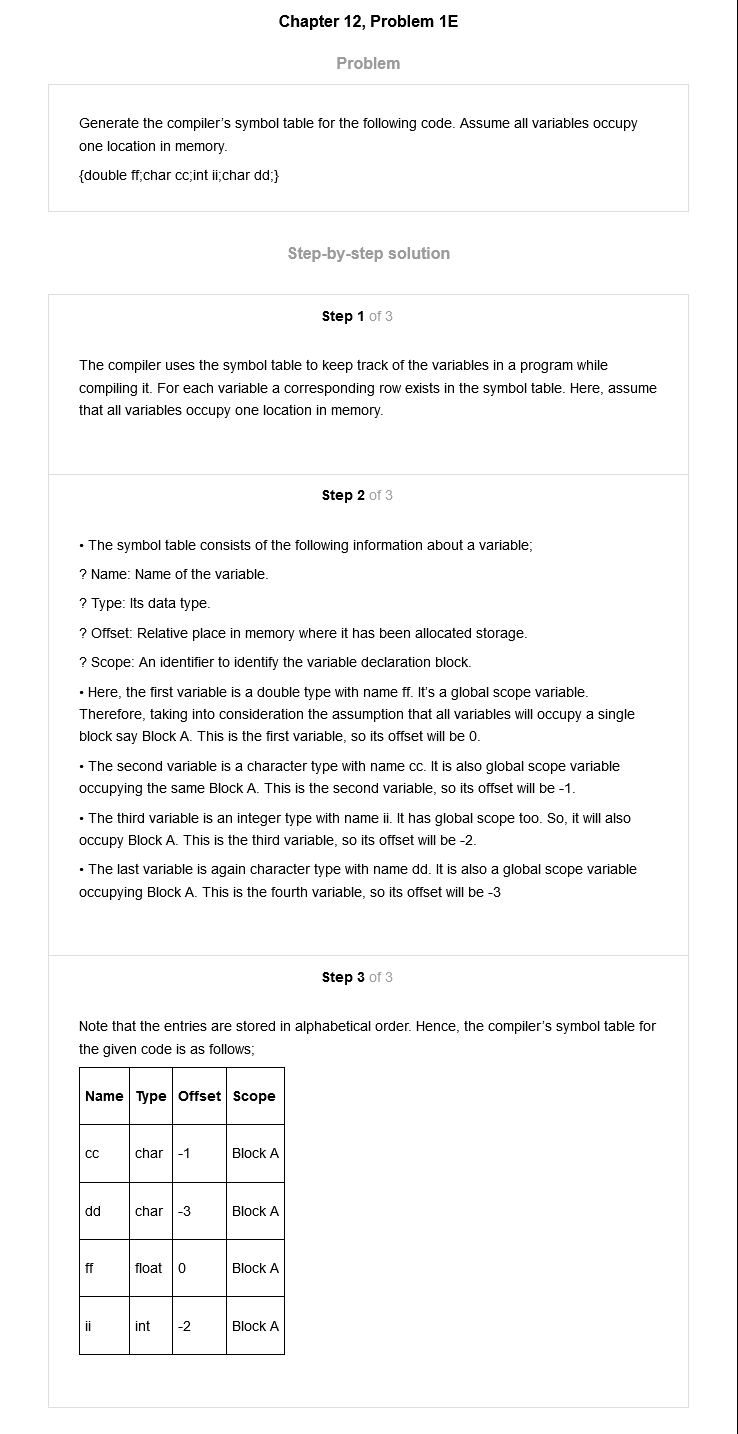 Chapter 12, Problem 1E
Problem
Generate the compiler's symbol table for the following code. Assume all variables occupy
one location in memory.
{double ff;char cc;int ii;char dd;}
Step-by-step solution
Step 1 of 3
The compiler uses the symbol table to keep track of the variables in a program while
compiling it. For each variable a corresponding row exists in the symbol table. Here, assume
that all variables occupy one location in memory.
Step 2 of 3
• The symbol table consists of the following information about a variable;
? Name: Name of the variable.
? Type: Its data type.
? Offset: Relative place in memory where it has been allocated storage.
? Scope: An identifier to identify the variable declaration block.
• Here, the first variable is a double type with name ff. It's a global scope variable.
Therefore, taking into consideration the assumption that all variables will occupy a single
block say Block A. This is the first variable, so its offset will be 0.
• The second variable is a character type with name cc. It is also global scope variable
occupying the same Block A. This is the second variable, so its offset will be -1.
• The third variable is an integer type with name ii. It has global scope too. So, it will also
occupy Block A. This is the third variable, so its offset will be -2.
• The last variable is again character type with name dd. It is also a global scope variable
occupying Block A. This is the fourth variable, so its offset will be -3
Step 3 of 3
Note that the entries are stored in alphabetical order. Hence, the compiler's symbol table for
the given code is as follows;
Name Type Offset Scope
cc char -1 Block A
dd char -3 Block A
ff float 0 Block A
ii int -2 Block A